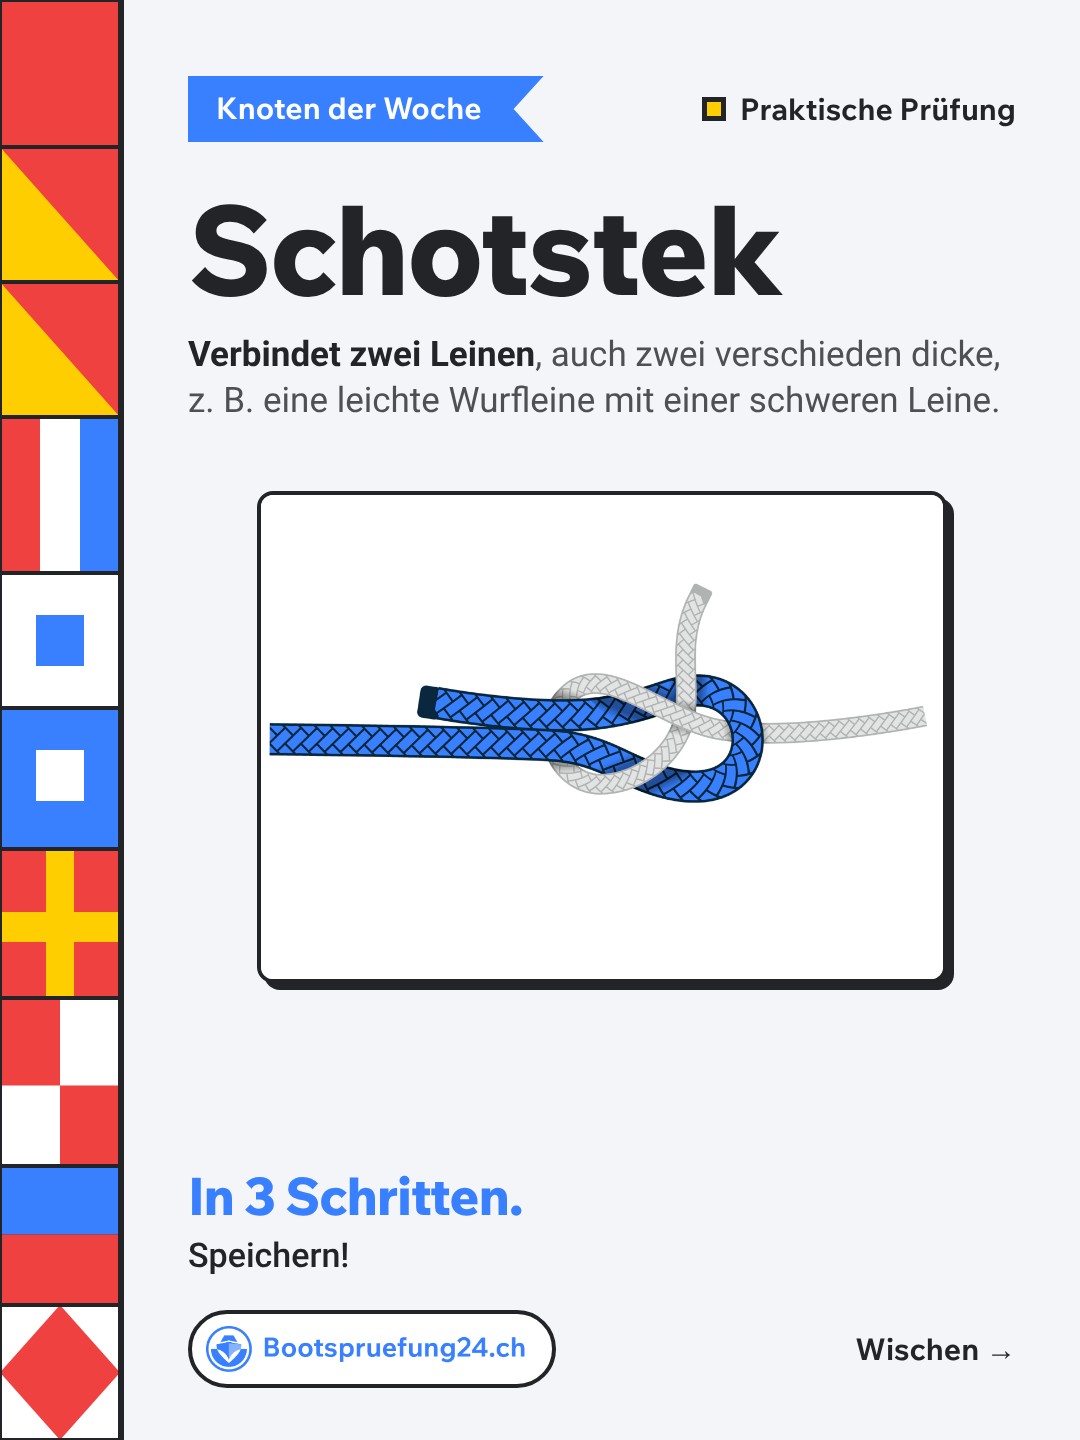 Knoten der Woche
Praktische Prüfung
Schotstek
Verbindet zwei Leinen, auch zwei verschieden dicke,
z. B. eine leichte Wurfleine mit einer schweren Leine.
In 3 Schritten.
Speichern!
Bootspruefung24.ch
Wischen →